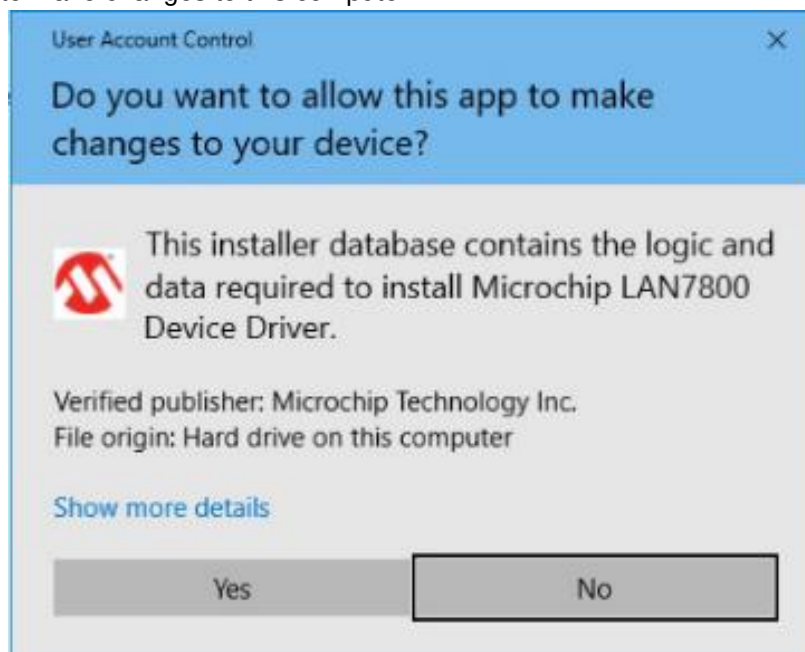 User Account Control
Do you want to allow this app to make
changes to your device?
This installer database contains the logic and
data required to install Microchip LAN7800
Device Driver.
Verified publisher: Microchip Technology Inc.
File origin: Hard drive on this computer
Show more details
Yes No